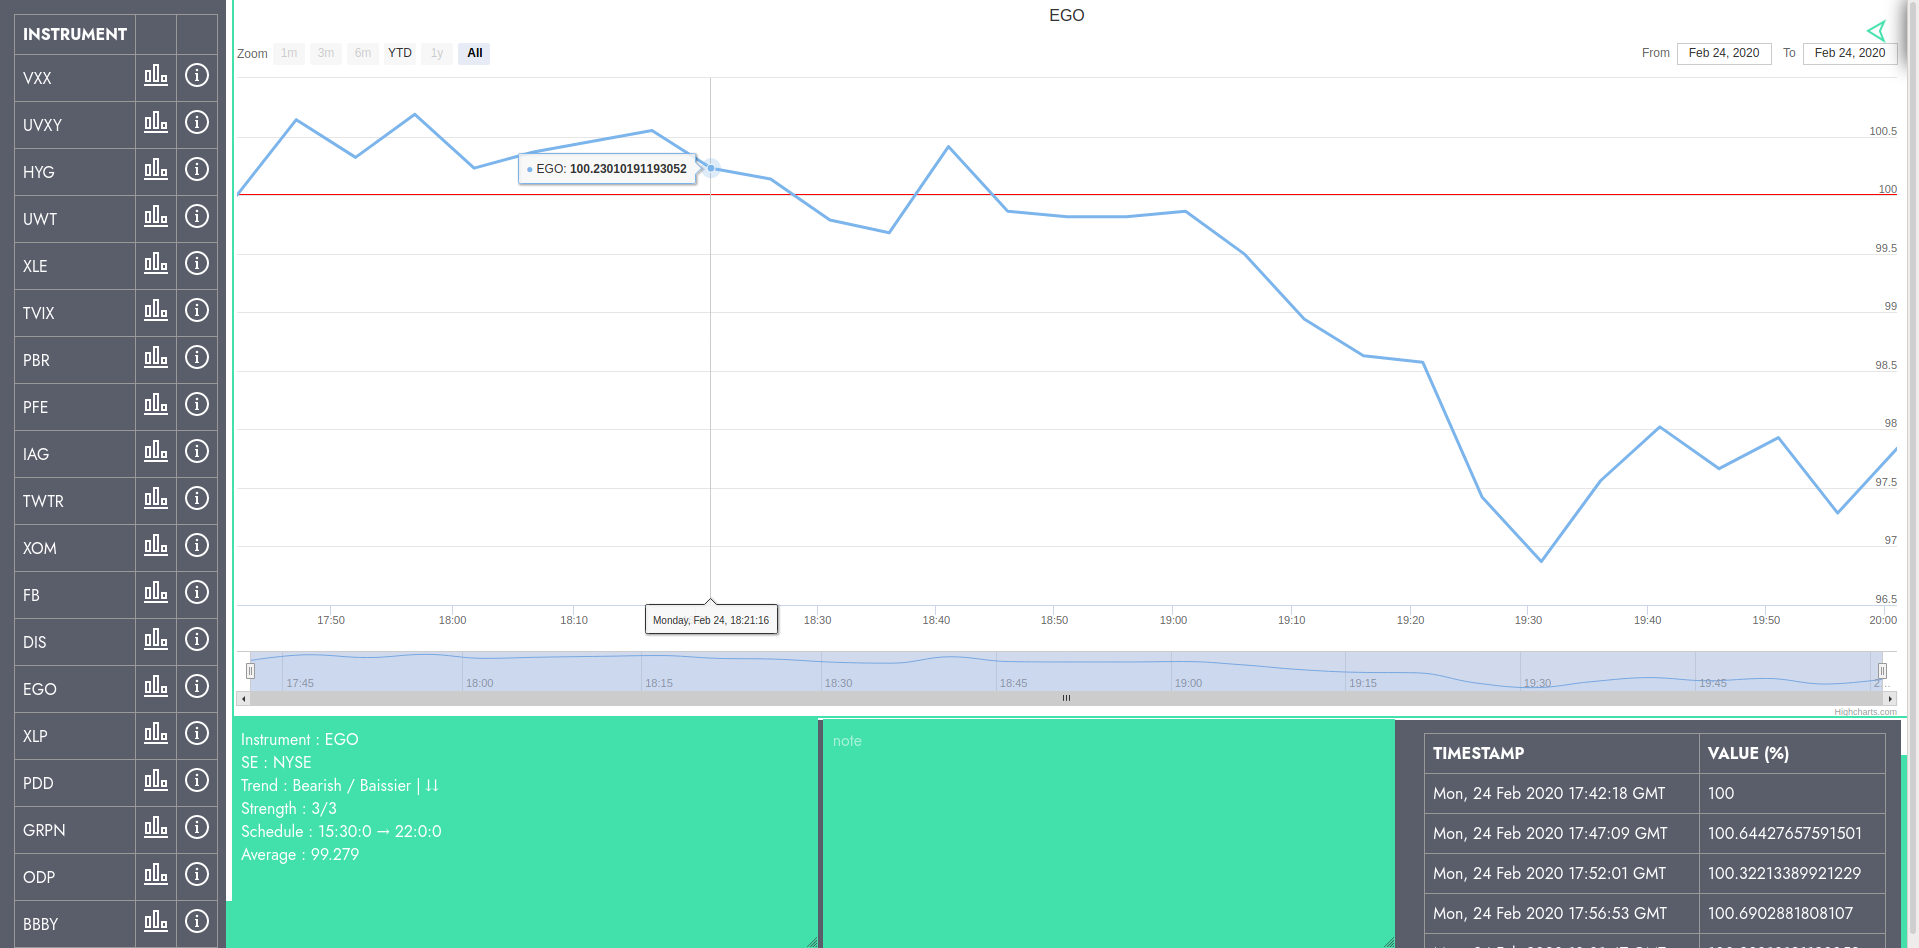 INSTRUMENT
VXX
UVXY
HYG
UWT
XLE
TVIX
PBR
PFE
IAG
TWTR
XOM
FB
DIS
EGO
XLP
PDD
GRPN
ODP
BBBY
EGO
Zoom 1m 3m 6m YTD 1y All
From Feb 24, 2020 To Feb 24, 2020
100.5
EGO: 100.23010191193052
100
99.5
99
98.5
98
97.5
97
96.5
17:50 18:00 18:10 Monday, Feb 24, 18:21:16 18:30 18:40 18:50 19:00 19:10 19:20 19:30 19:40 19:50 20:00
17:45 18:00 18:15 18:30 18:45 19:00 19:15 19:30 19:45
Highcharts.com
Instrument : EGO
SE : NYSE
Trend : Bearish / Baissier | ↓↓
Strength : 3/3
Schedule : 15:30:0 → 22:0:0
Average : 99.279
note
TIMESTAMP VALUE (%)
Mon, 24 Feb 2020 17:42:18 GMT 100
Mon, 24 Feb 2020 17:47:09 GMT 100.64427657591501
Mon, 24 Feb 2020 17:52:01 GMT 100.32213389921229
Mon, 24 Feb 2020 17:56:53 GMT 100.6902881808107